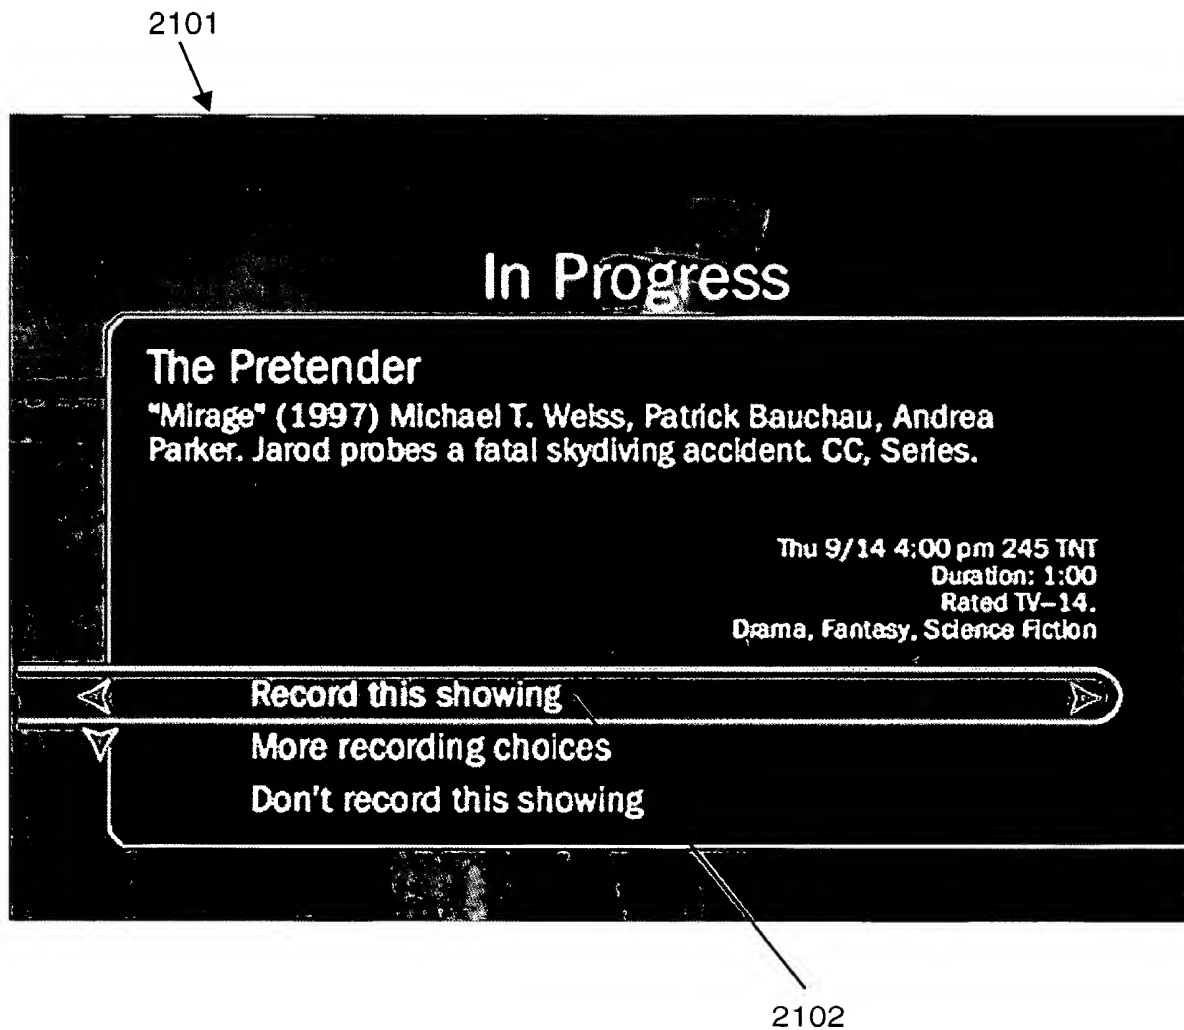 2101
In Progress
The Pretender
"Mirage" (1997) Michael T. Weiss, Patrick Bauchau, Andrea
Parker. Jarod probes a fatal skydiving accident. CC, Series.
Thu 9/14 4:00 pm 245 TNT
Duration: 1:00
Rated TV-14.
Drama, Fantasy, Science Fiction
Record this showing
More recording choices
Don't record this showing
2102